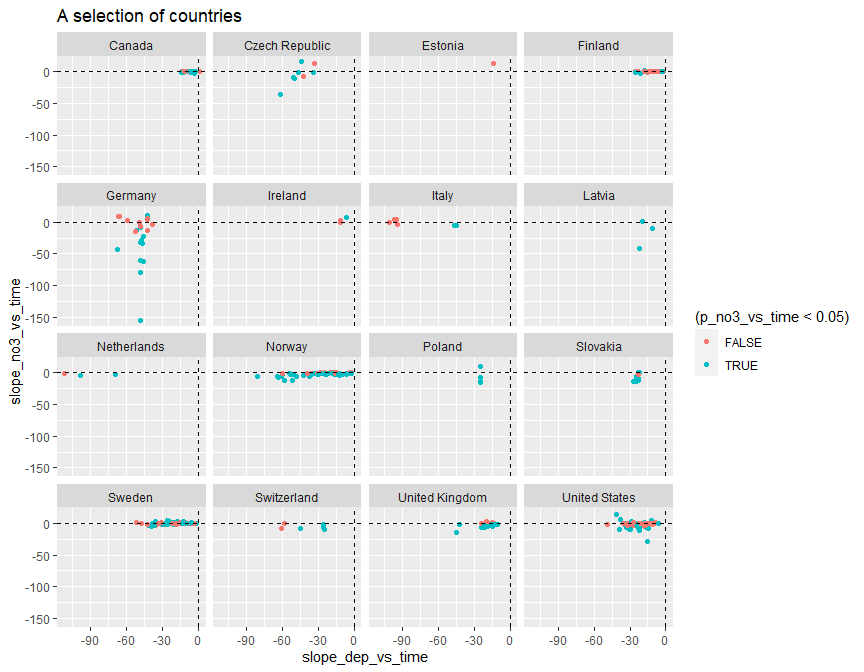 A selection of countries
Canada Czech Republic Estonia Finland
0
-50
-100
-150
Germany Ireland Italy Latvia
0
-50
-100
-150
Netherlands Norway Poland Slovakia
0
-50
-100
-150
Sweden Switzerland United Kingdom United States
0
-50
-100
-150
-90 -60 -30 0 -90 -60 -30 0 -90 -60 -30 0 -90 -60 -30 0
slope_dep_vs_time
slope_no3_vs_time
(p_no3_vs_time < 0.05)
FALSE
TRUE